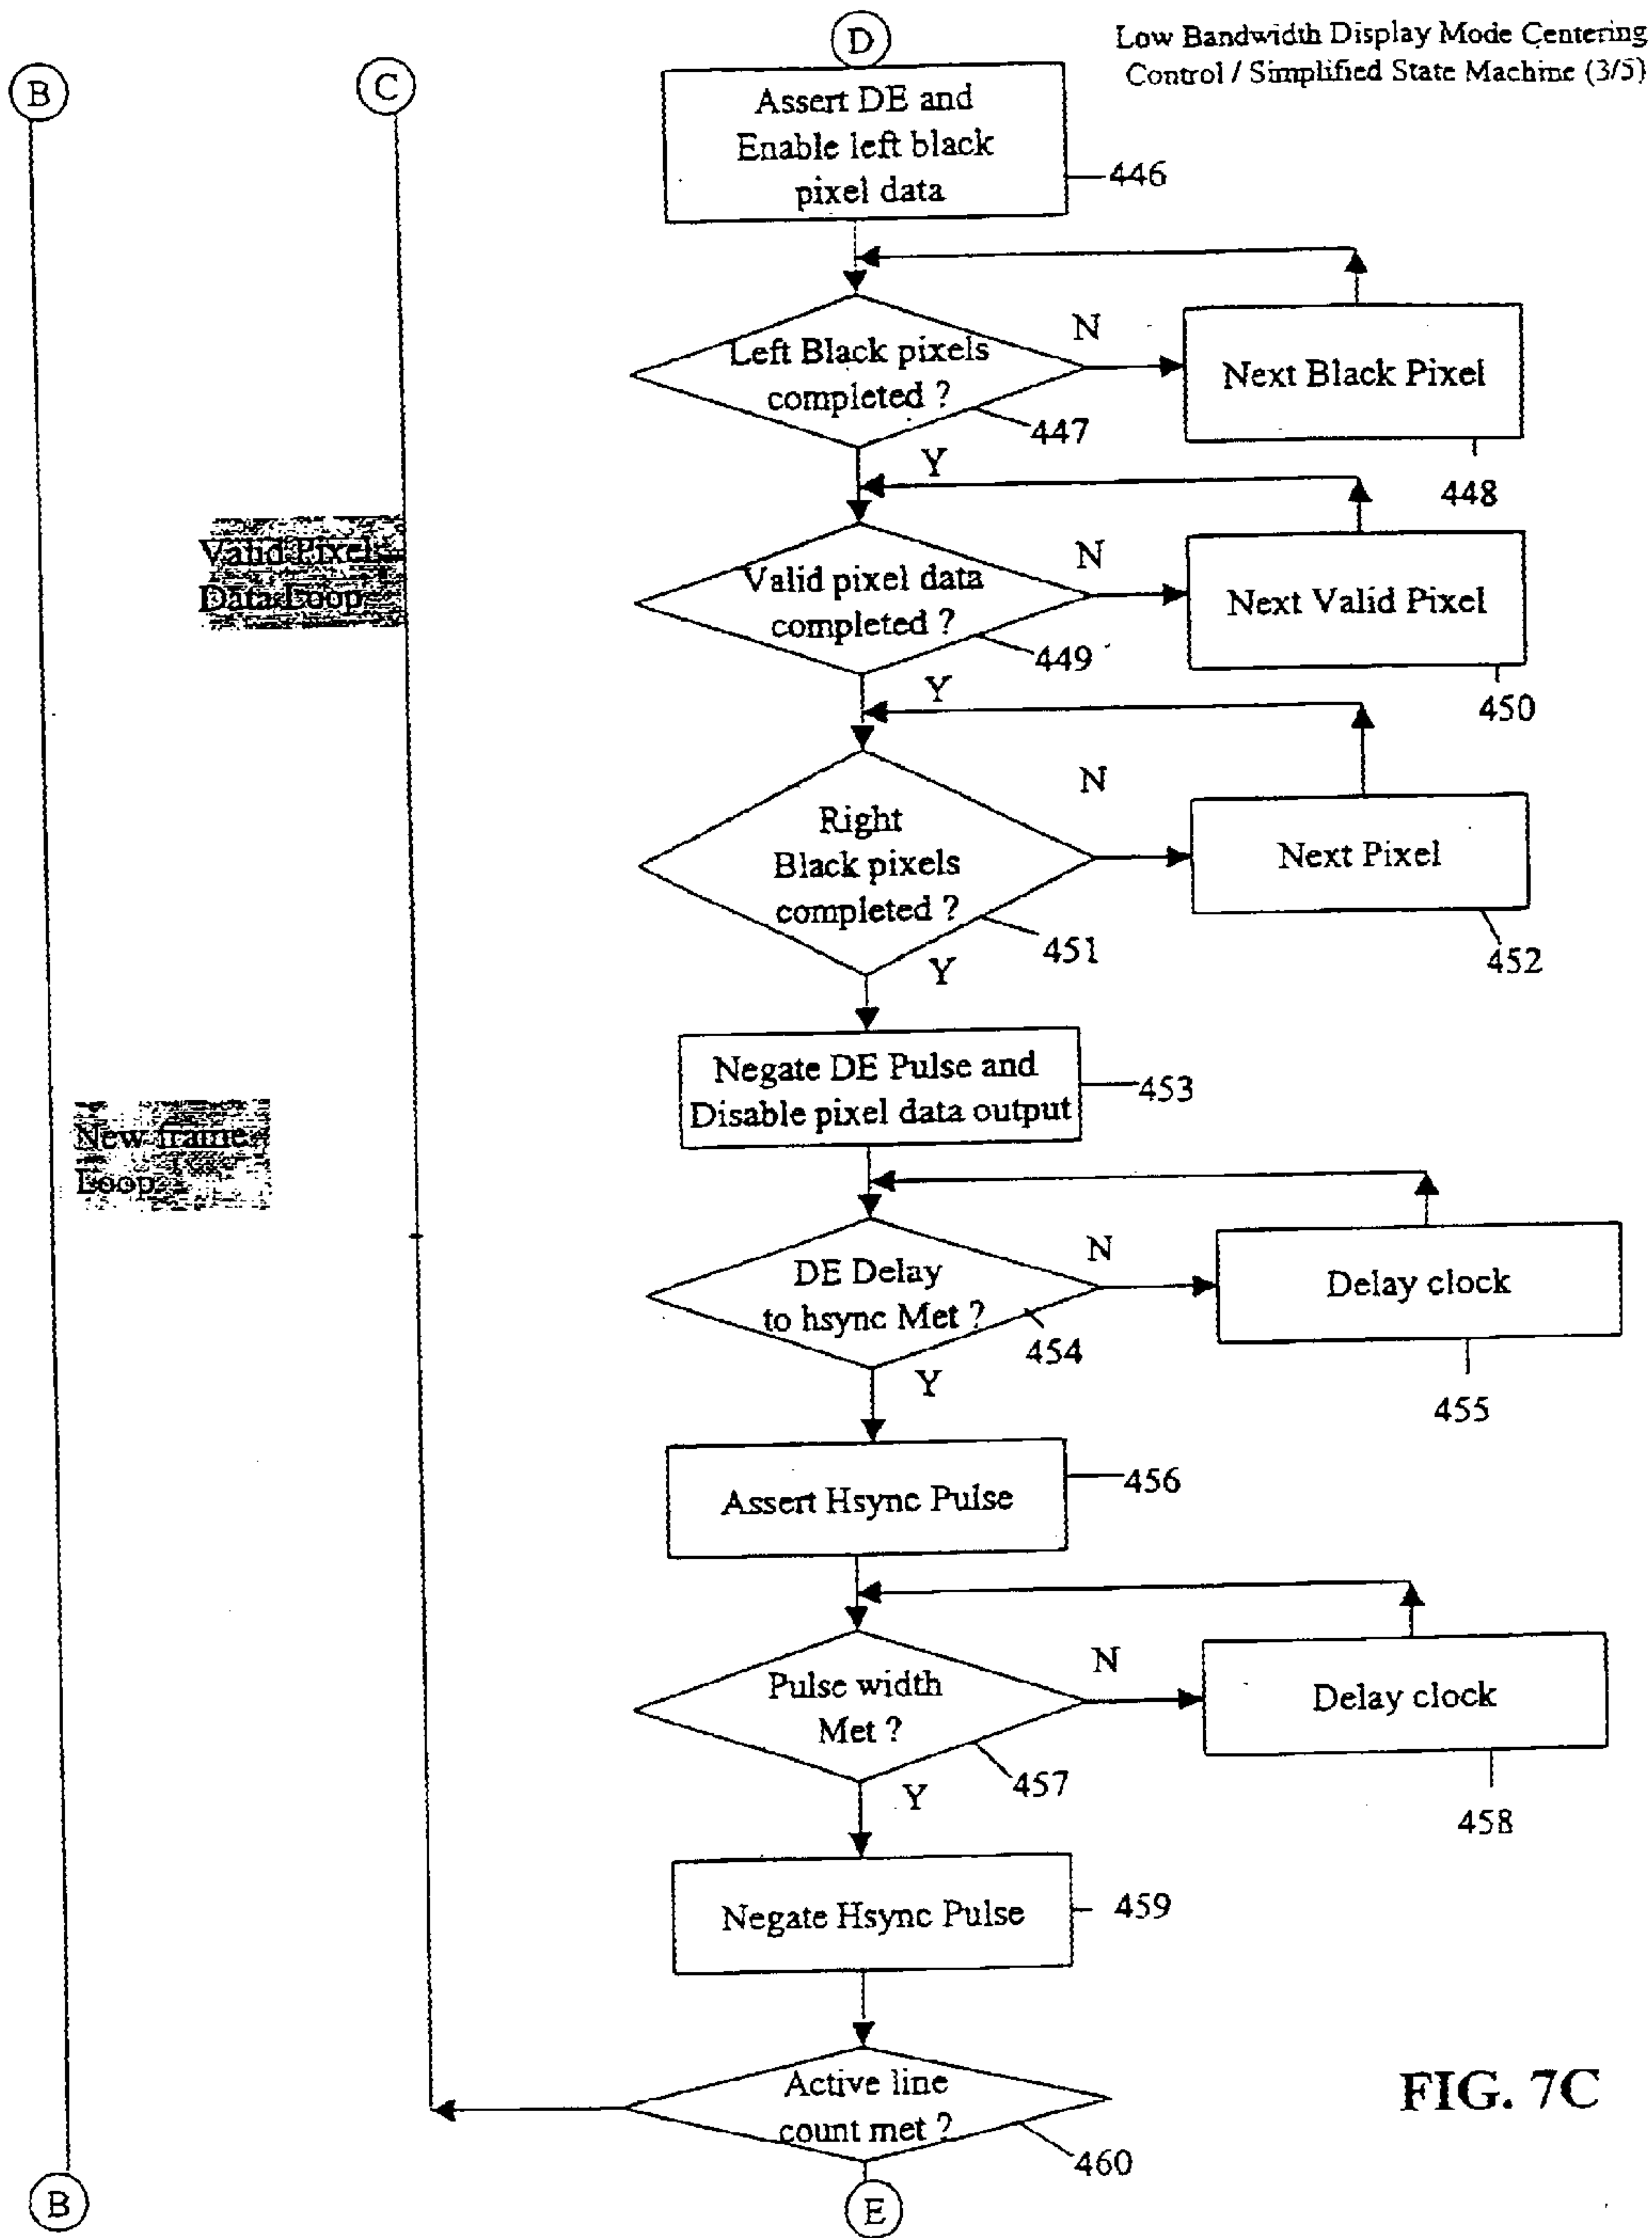 Low Bandwidth Display Mode Centering
Control / Simplified State Machine (3/5)
B
C
D
Assert DE and
Enable left black
pixel data
446
Left Black pixels
completed ?
447
N
Next Black Pixel
448
Y
Valid Pixel
Data Loop
Valid pixel data
completed ?
449
N
Next Valid Pixel
450
Y
Right
Black pixels
completed ?
451
N
Next Pixel
452
Y
Negate DE Pulse and
Disable pixel data output
453
New frame
Loop
DE Delay
to hsync Met ?
454
N
Delay clock
455
Y
Assert Hsync Pulse
456
Pulse width
Met ?
457
N
Delay clock
458
Y
Negate Hsync Pulse
459
Active line
count met ?
460
FIG. 7C
B
E